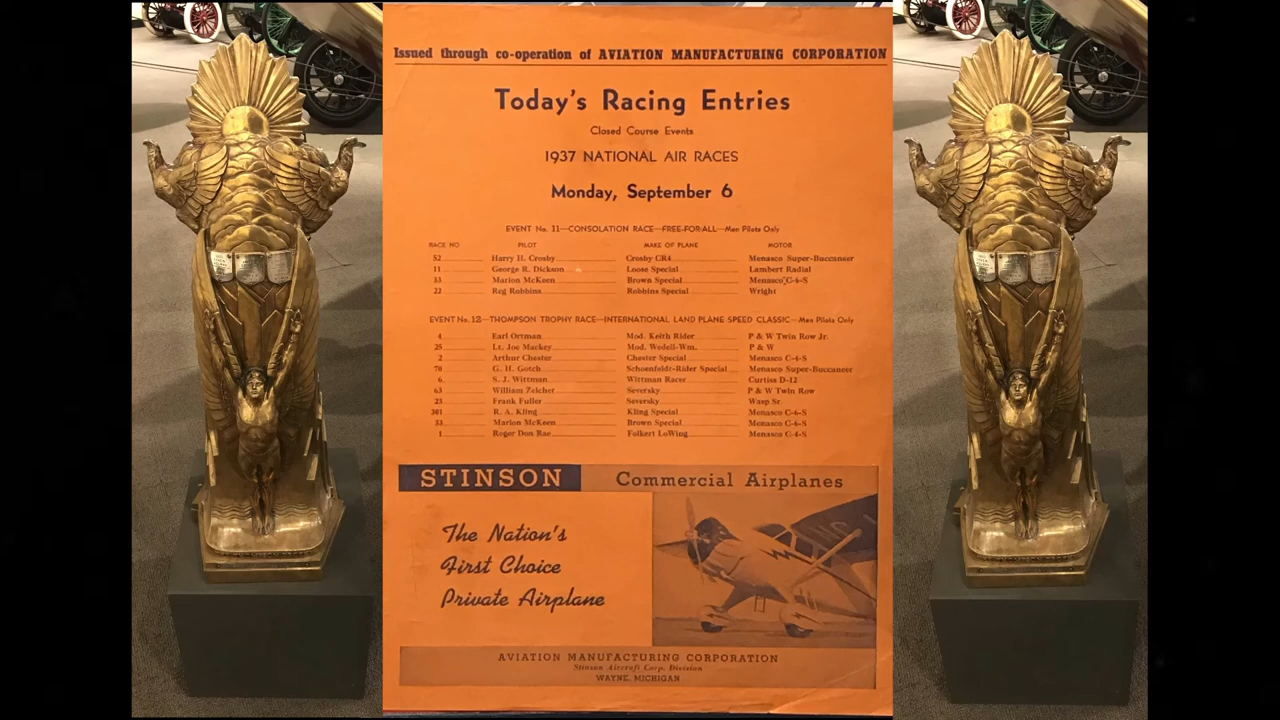 Issued through co-operation of AVIATION MANUFACTURING CORPORATION
Today's Racing Entries
Closed Course Events
1937 NATIONAL AIR RACES
Monday, September 6
EVENT No. 11—CONSOLATION RACE—FREE-FOR-ALL—Men Pilots Only
RACE NO PILOT MAKE OF PLANE MOTOR
52 Harry H. Crosby Crosby CR4 Menasco Super-Buccaneer
11 George R. Dickson Loose Special Lambert Radial
33 Marion McKeen Brown Special Menasco C-6-S
22 Reg Robbins Robbins Special Wright
EVENT No. 12—THOMPSON TROPHY RACE—INTERNATIONAL LAND PLANE SPEED CLASSIC—Men Pilots Only
4 Earl Ortman Mod. Keith Rider P & W Twin Row Jr.
25 Lt. Joe Mackey Mod. Wedell-Wm. P & W
2 Arthur Chester Chester Special Menasco C-4-S
70 G. H. Gotch Schoenfeldt-Rider Special Menasco Super-Buccaneer
6 S. J. Wittman Wittman Racer Curtiss D-12
63 William Zelcher Seversky P & W Twin Row
23 Frank Fuller Seversky Wasp Sr
301 R. A. Kling Kling Special Menasco C-6-S
33 Marion McKeen Brown Special Menasco C-6-S
1 Roger Don Rae Folkert LoWing Menasco C-4-S
STINSON Commercial Airplanes
The Nation's
First Choice
Private Airplane
AVIATION MANUFACTURING CORPORATION
Stinson Aircraft Corp. Division
WAYNE, MICHIGAN